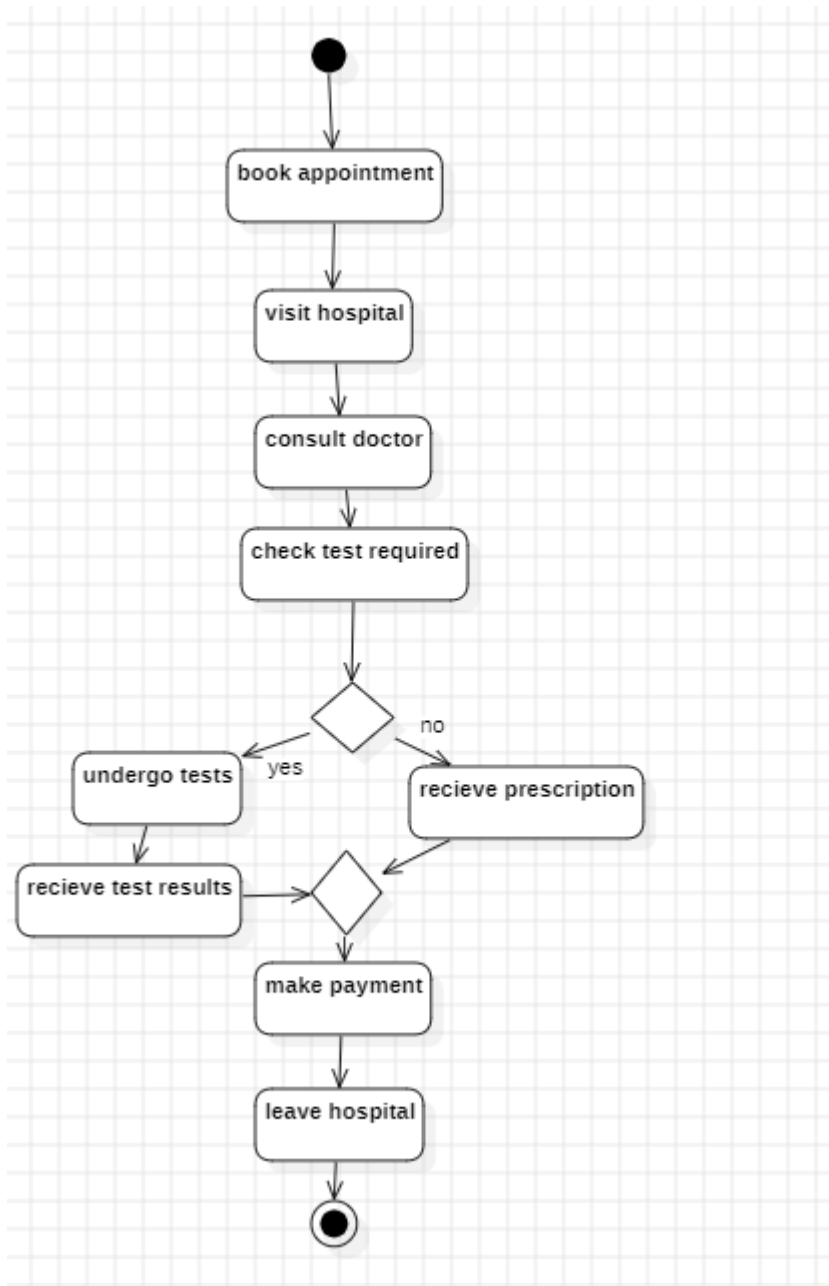 book appointment
visit hospital
consult doctor
check test required
no
yes
undergo tests
recieve prescription
recieve test results
make payment
leave hospital